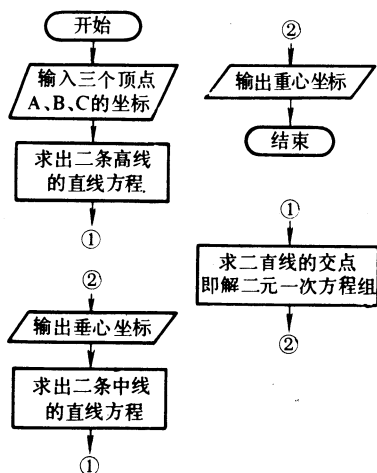 开始
输入三个顶点
A、B、C的坐标
求出二条高线
的直线方程.
①
②
输出垂心坐标
求出二条中线
的直线方程
①
②
输出重心坐标
结束
①
求二直线的交点
即解二元一次方程组
②